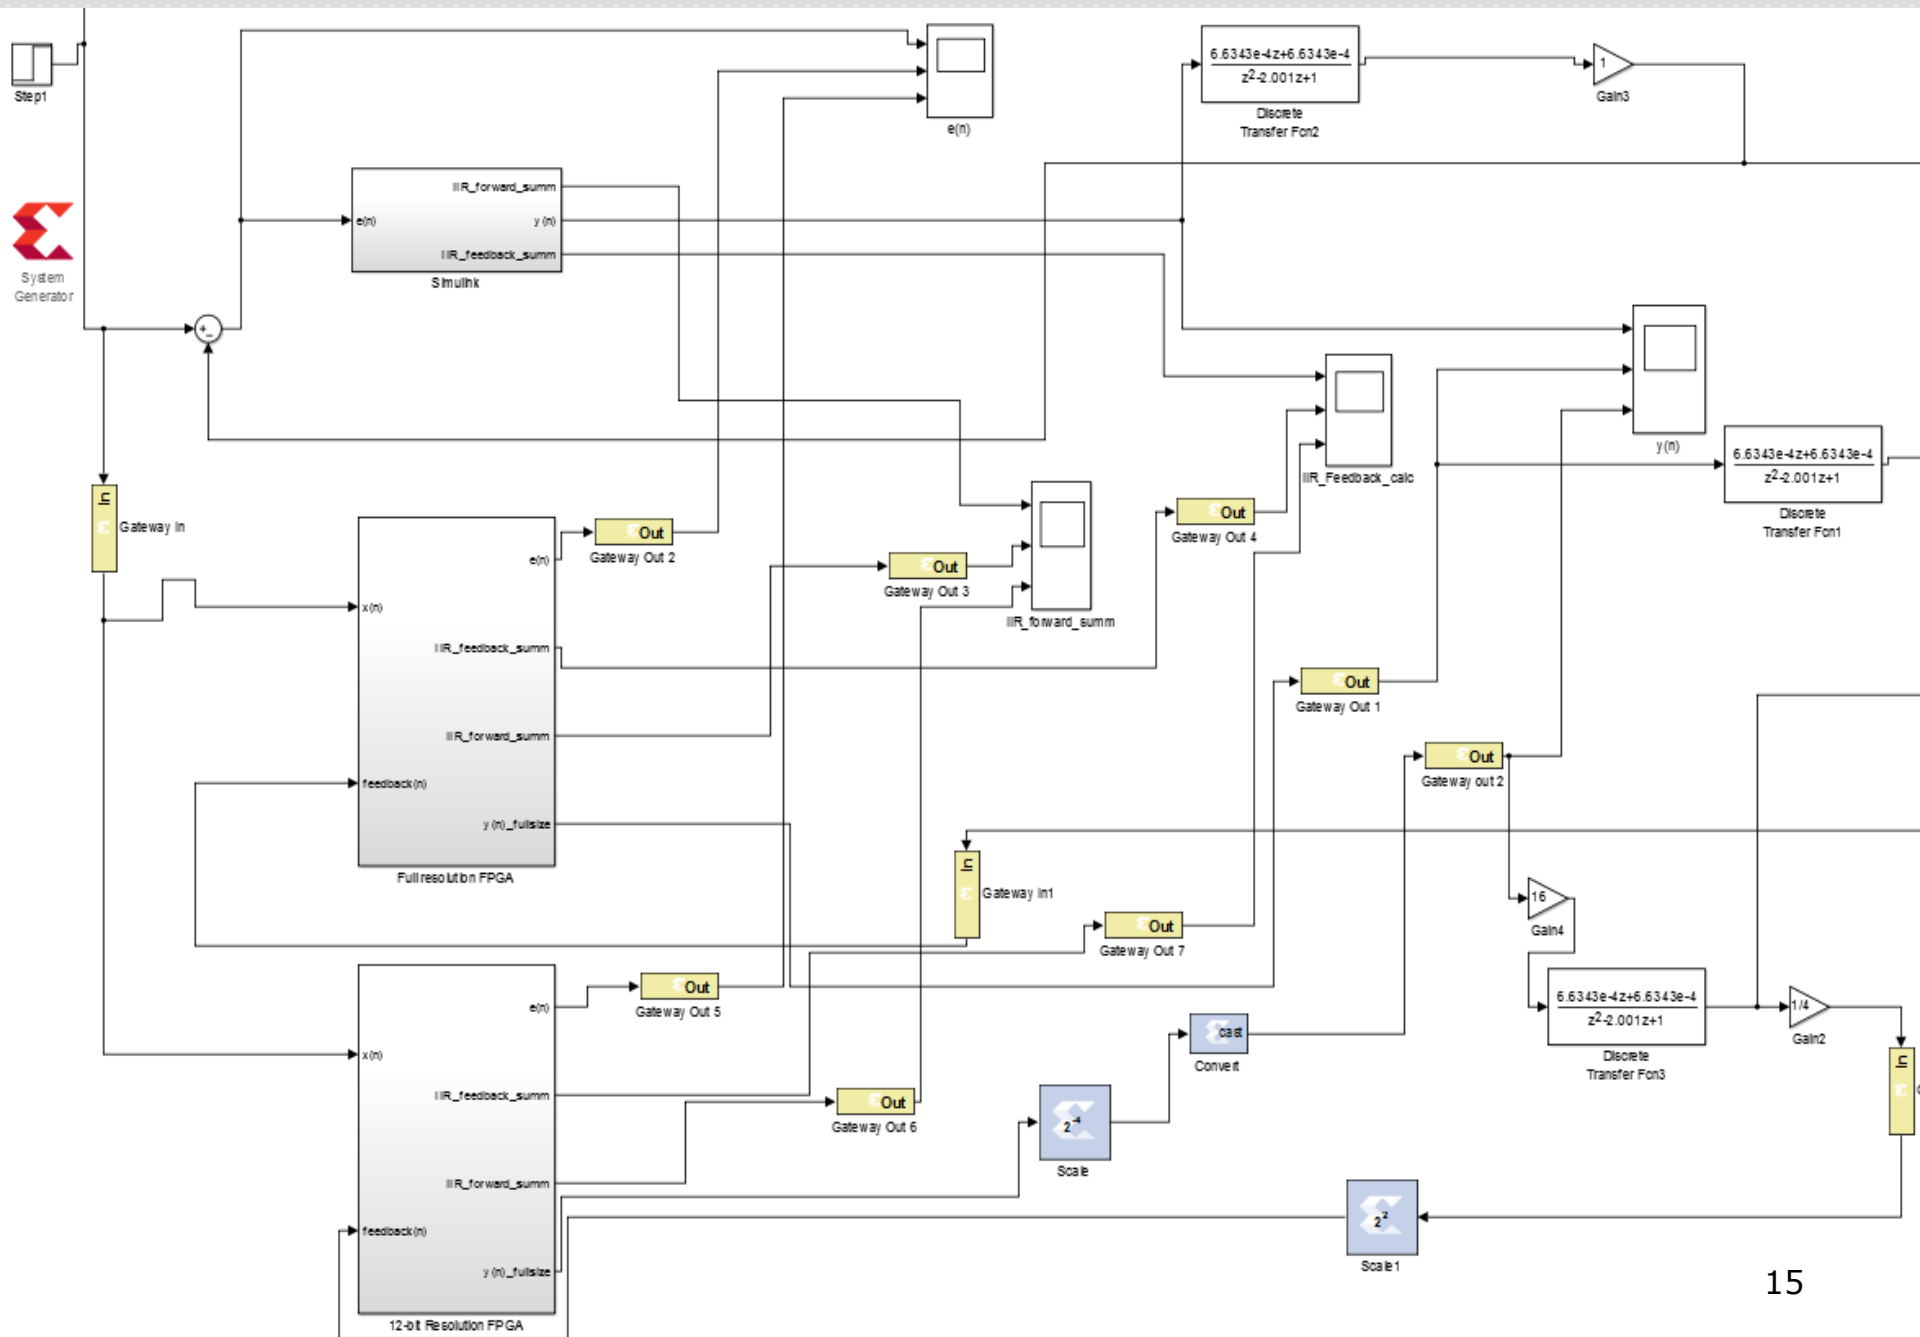 Step1
System
Generator
e(n)
IIR_forward_summ
y (n)
IIR_feedback_summ
Simulink
+
-
e(n)
6.6343e-4z+6.6343e-4
z2-2.001z+1
Discrete
Transfer Fcn2
1
Gain3
In
Gateway In
x(n)
feedback(n)
e(n)
IIR_feedback_summ
IIR_forward_summ
y (n)_fullsize
Full resolution FPGA
Out
Gateway Out 2
Out
Gateway Out 3
IIR_forward_summ
Out
Gateway Out 4
IIR_Feedback_calc
y(n)
6.6343e-4z+6.6343e-4
z2-2.001z+1
Discrete
Transfer Fcn1
Out
Gateway Out 1
Out
Gateway out 2
In
Gateway In1
Out
Gateway Out 7
16
Gain4
6.6343e-4z+6.6343e-4
z2-2.001z+1
Discrete
Transfer Fcn3
1/4
Gain2
In
x(n)
feedback(n)
e(n)
IIR_feedback_summ
IIR_forward_summ
y (n)_fullsize
12-bit Resolution FPGA
Out
Gateway Out 5
Out
Gateway Out 6
2-4
Scale
cast
Convert
22
Scale1
15